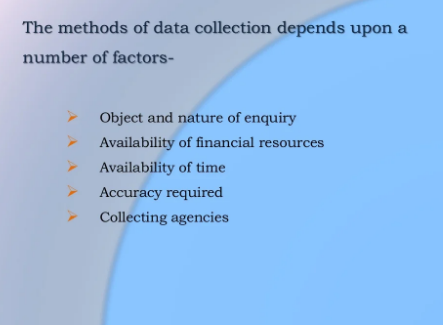 The methods of data collection depends upon a
number of factors-
Object and nature of enquiry
Availability of financial resources
Availability of time
Accuracy required
Collecting agencies